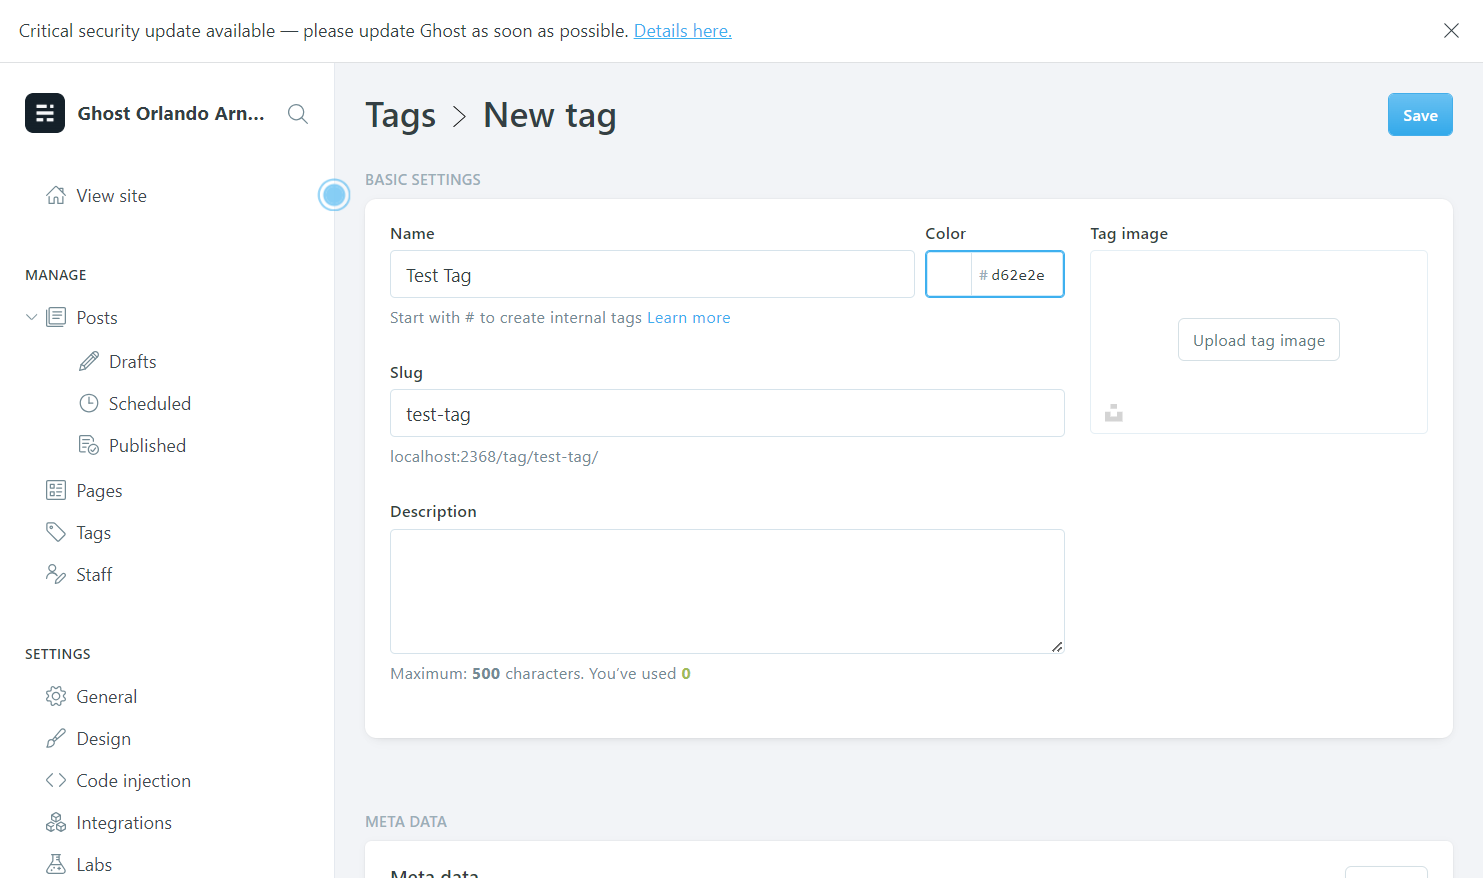 Critical security update available — please update Ghost as soon as possible. Details here.
Ghost Orlando Arn...
View site
MANAGE
Posts
Drafts
Scheduled
Published
Pages
Tags
Staff
SETTINGS
General
Design
Code injection
Integrations
Labs
Tags > New tag
Save
BASIC SETTINGS
Name
Test Tag
Start with # to create internal tags Learn more
Color
# d62e2e
Tag image
Upload tag image
Slug
test-tag
localhost:2368/tag/test-tag/
Description
Maximum: 500 characters. You’ve used 0
META DATA
Meta data